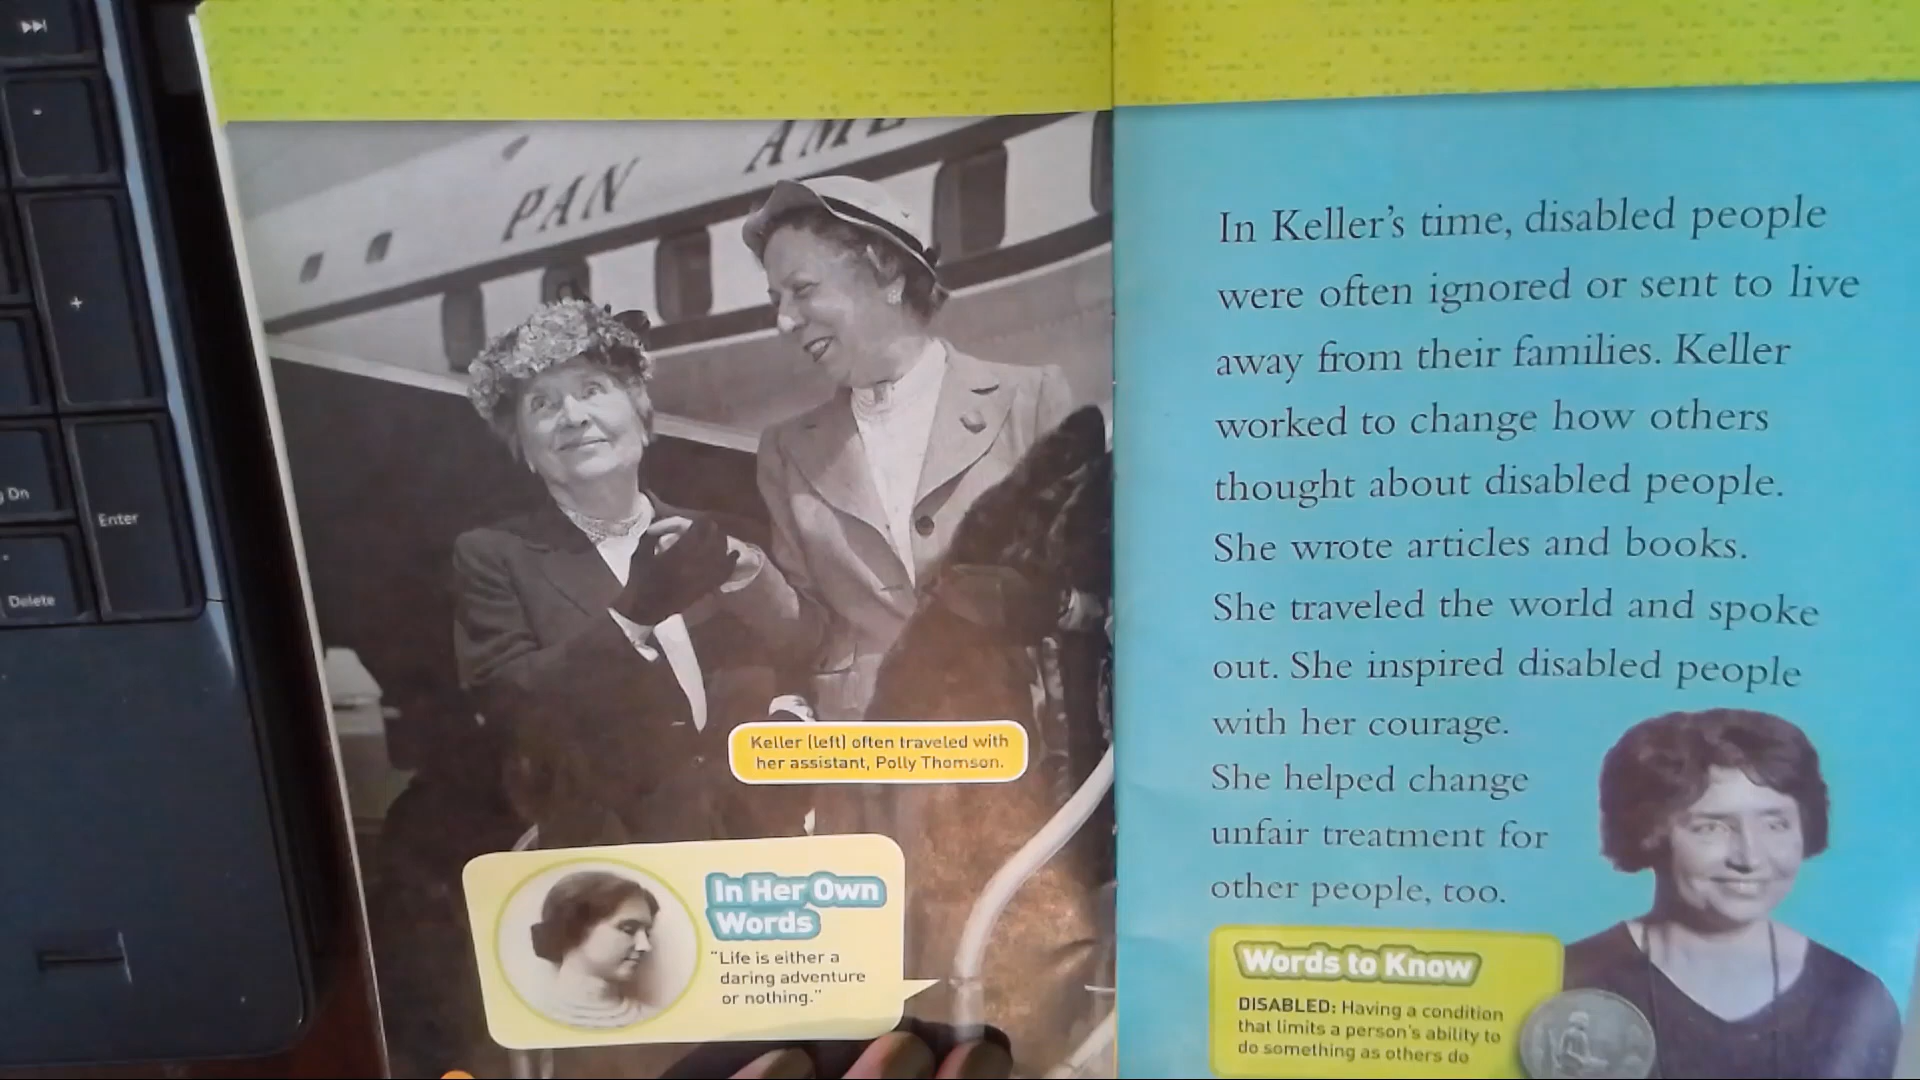 Dn
+
Enter
Delete
PAN AME
Keller (left) often traveled with
her assistant, Polly Thomson.
In Her Own
Words
"Life is either a
daring adventure
or nothing."
In Keller's time, disabled people
were often ignored or sent to live
away from their families. Keller
worked to change how others
thought about disabled people.
She wrote articles and books.
She traveled the world and spoke
out. She inspired disabled people
with her courage.
She helped change
unfair treatment for
other people, too.
Words to Know
DISABLED: Having a condition
that limits a person's ability to
do something as others do